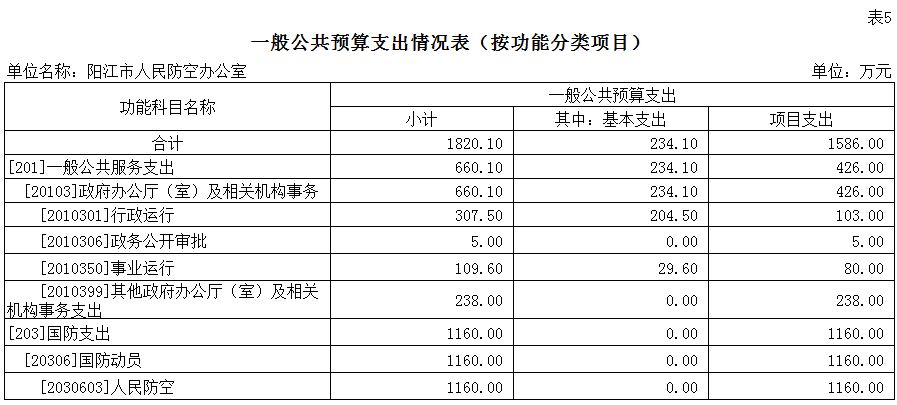 表5
一般公共预算支出情况表（按功能分类项目）
单位名称：阳江市人民防空办公室 单位：万元
功能科目名称 一般公共预算支出
小计 其中：基本支出 项目支出
合计 1820.10 234.10 1586.00
[201]一般公共服务支出 660.10 234.10 426.00
[20103]政府办公厅（室）及相关机构事务 660.10 234.10 426.00
[2010301]行政运行 307.50 204.50 103.00
[2010306]政务公开审批 5.00 0.00 5.00
[2010350]事业运行 109.60 29.60 80.00
[2010399]其他政府办公厅（室）及相关
机构事务支出 238.00 0.00 238.00
[203]国防支出 1160.00 0.00 1160.00
[20306]国防动员 1160.00 0.00 1160.00
[2030603]人民防空 1160.00 0.00 1160.00